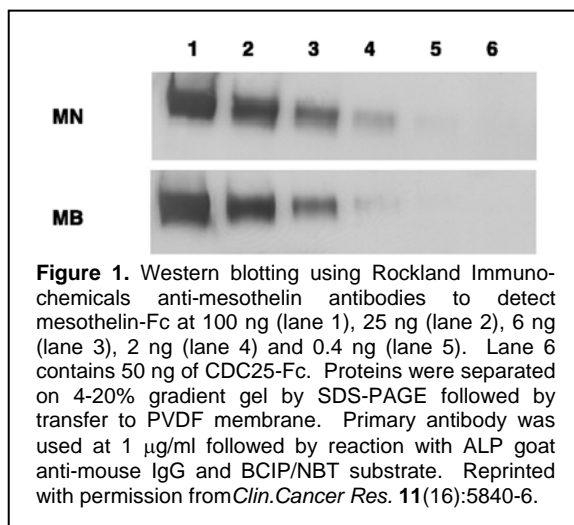 1 2 3 4 5 6
MN
MB
Figure 1. Western blotting using Rockland Immuno-
chemicals anti-mesothelin antibodies to detect
mesothelin-Fc at 100 ng (lane 1), 25 ng (lane 2), 6 ng
(lane 3), 2 ng (lane 4) and 0.4 ng (lane 5). Lane 6
contains 50 ng of CDC25-Fc. Proteins were separated
on 4-20% gradient gel by SDS-PAGE followed by
transfer to PVDF membrane. Primary antibody was
used at 1 μg/ml followed by reaction with ALP goat
anti-mouse IgG and BCIP/NBT substrate. Reprinted
with permission from Clin.Cancer Res. 11(16):5840-6.